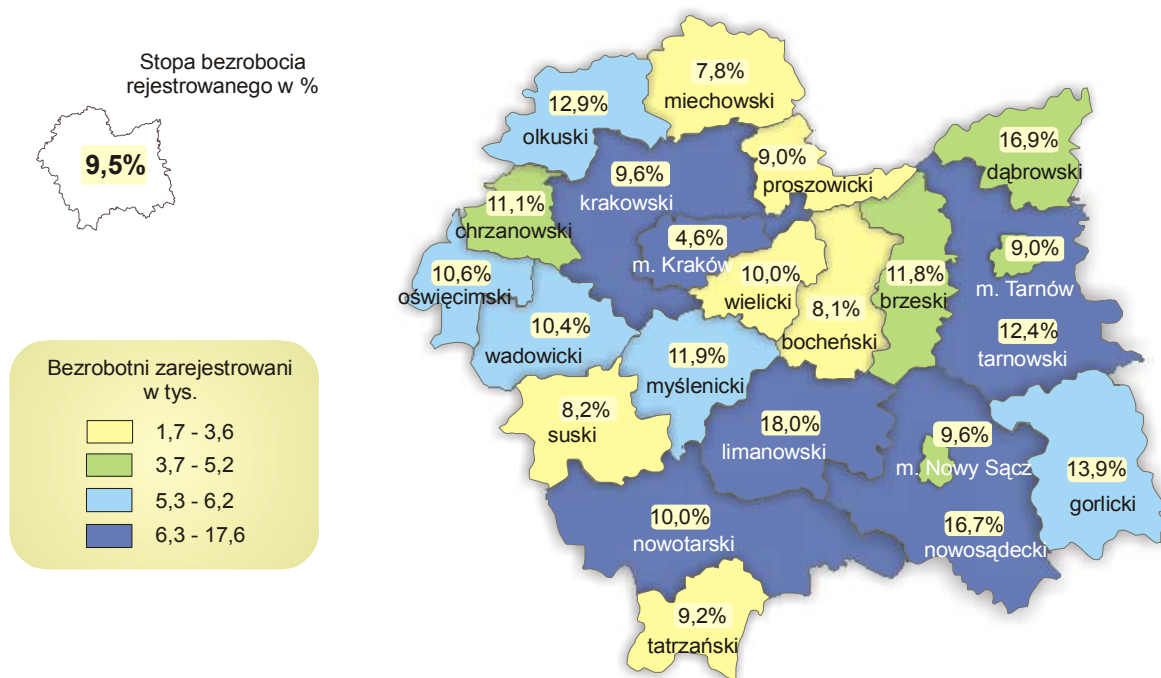 Stopa bezrobocia
rejestrowanego w %
9,5%
Bezrobotni zarejestrowani
w tys.
1,7 - 3,6
3,7 - 5,2
5,3 - 6,2
6,3 - 17,6
7,8%
miechowski
12,9%
olkuski
9,0%
proszowicki
16,9%
dąbrowski
9,6%
krakowski
11,1%
chrzanowski
4,6%
m. Kraków
9,0%
m. Tarnów
10,6%
oświęcimski
10,0%
wielicki
11,8%
brzeski
8,1%
bocheński
10,4%
wadowicki
12,4%
tarnowski
11,9%
myślenicki
8,2%
suski
18,0%
limanowski
9,6%
m. Nowy Sącz
13,9%
gorlicki
10,0%
nowotarski
16,7%
nowosądecki
9,2%
tatrzański